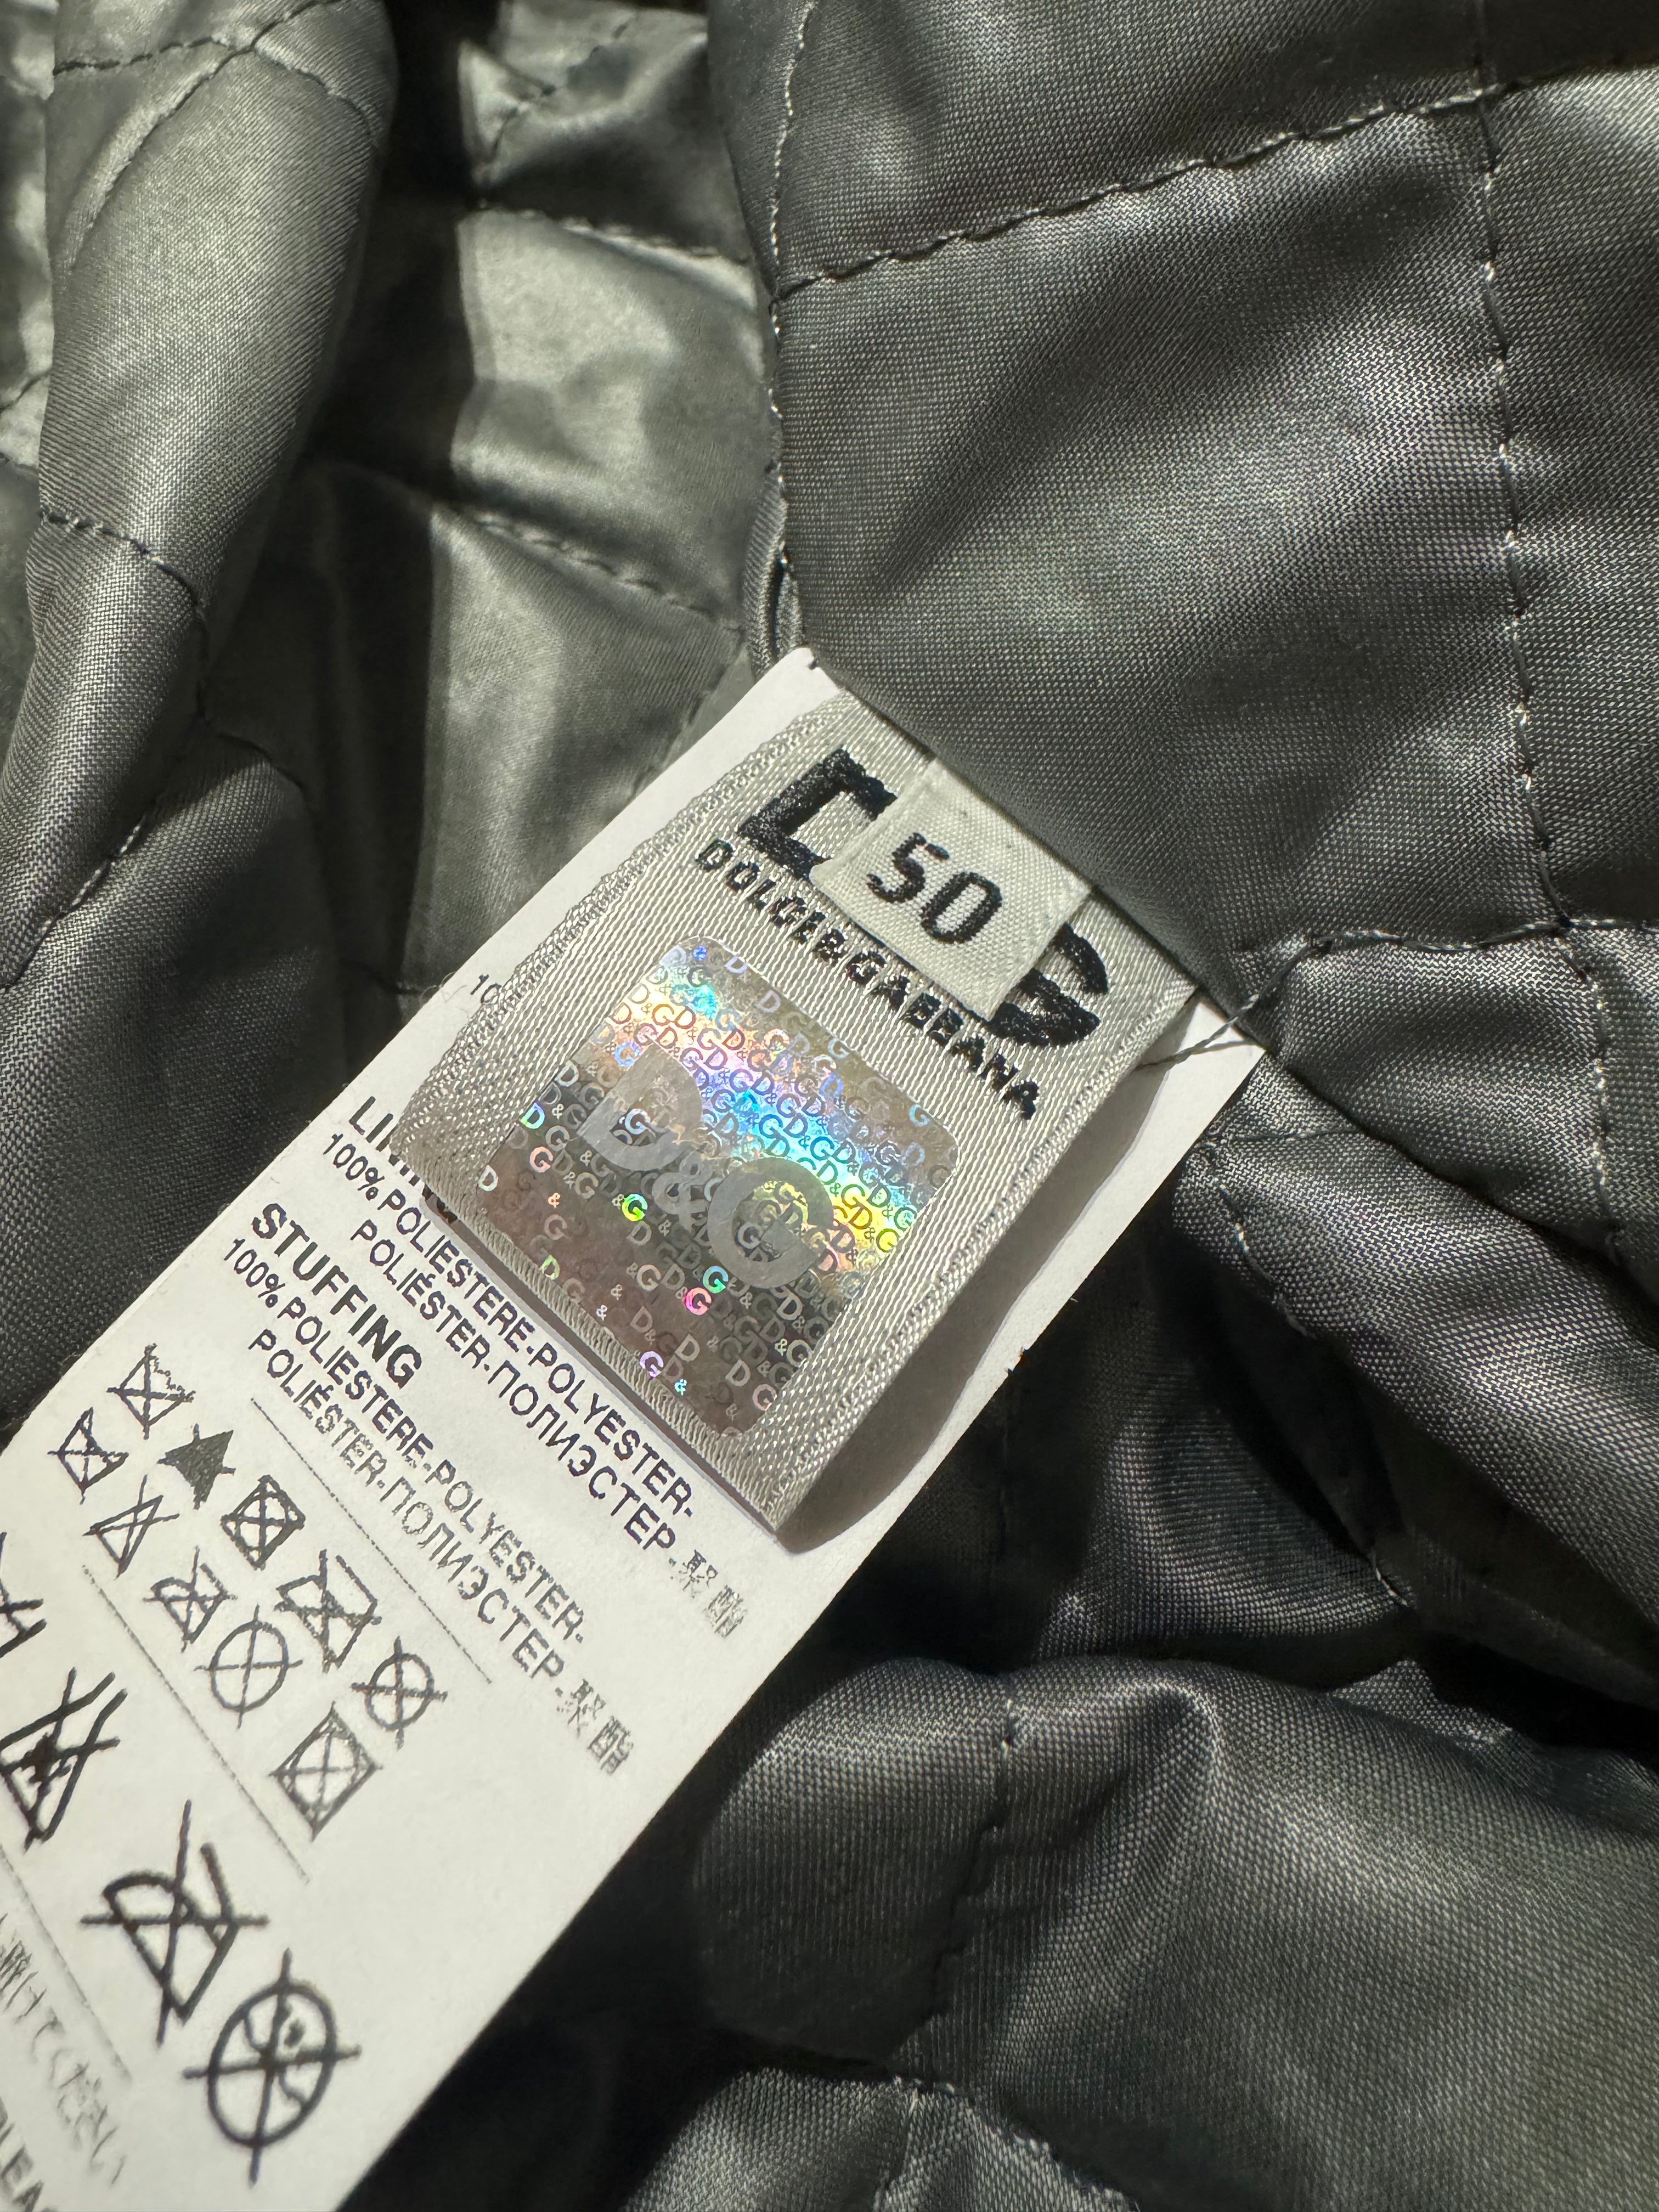 50
DOLCE&GABBANA
D&G
LINING
100% POLIESTERE-POLYESTER-
POLIÉSTER-ПОЛИЭСТЕР-聚酯
STUFFING
100% POLIESTERE-POLYESTER-
POLIÉSTER-ПОЛИЭСТЕР-聚酯